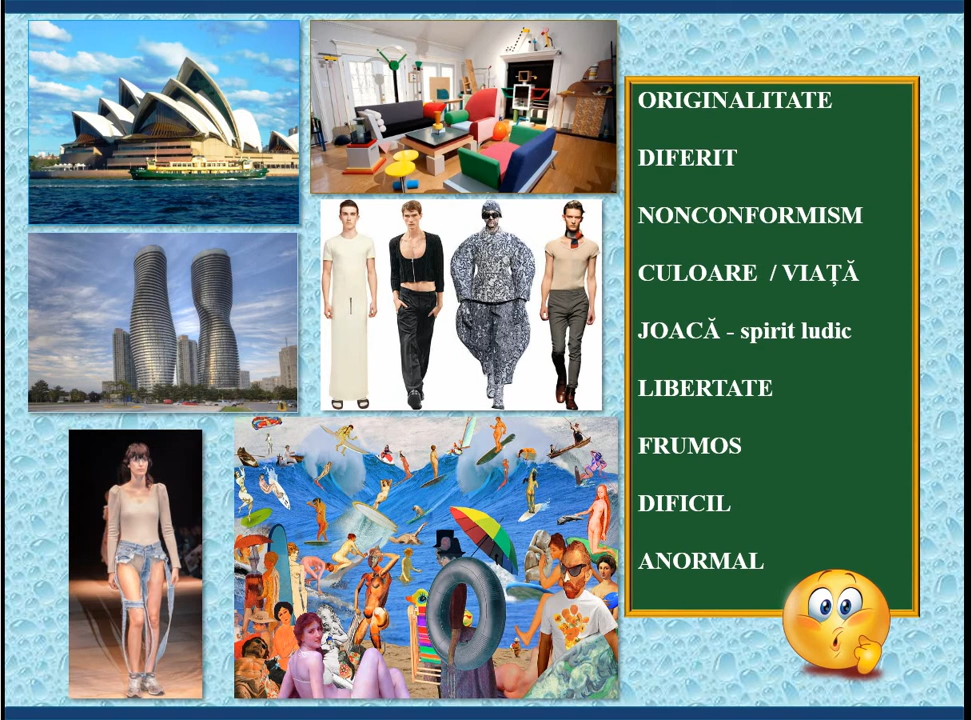 ORIGINALITATE
DIFERIT
NONCONFORMISM
CULOARE / VIAȚĂ
JOACĂ - spirit ludic
LIBERTATE
FRUMOS
DIFICIL
ANORMAL